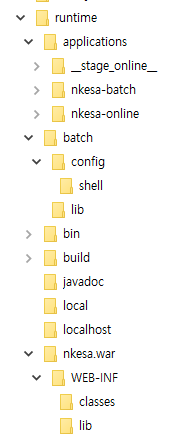 runtime
applications
__stage_online__
nkesa-batch
nkesa-online
batch
config
shell
lib
bin
build
javadoc
local
localhost
nkesa.war
WEB-INF
classes
lib